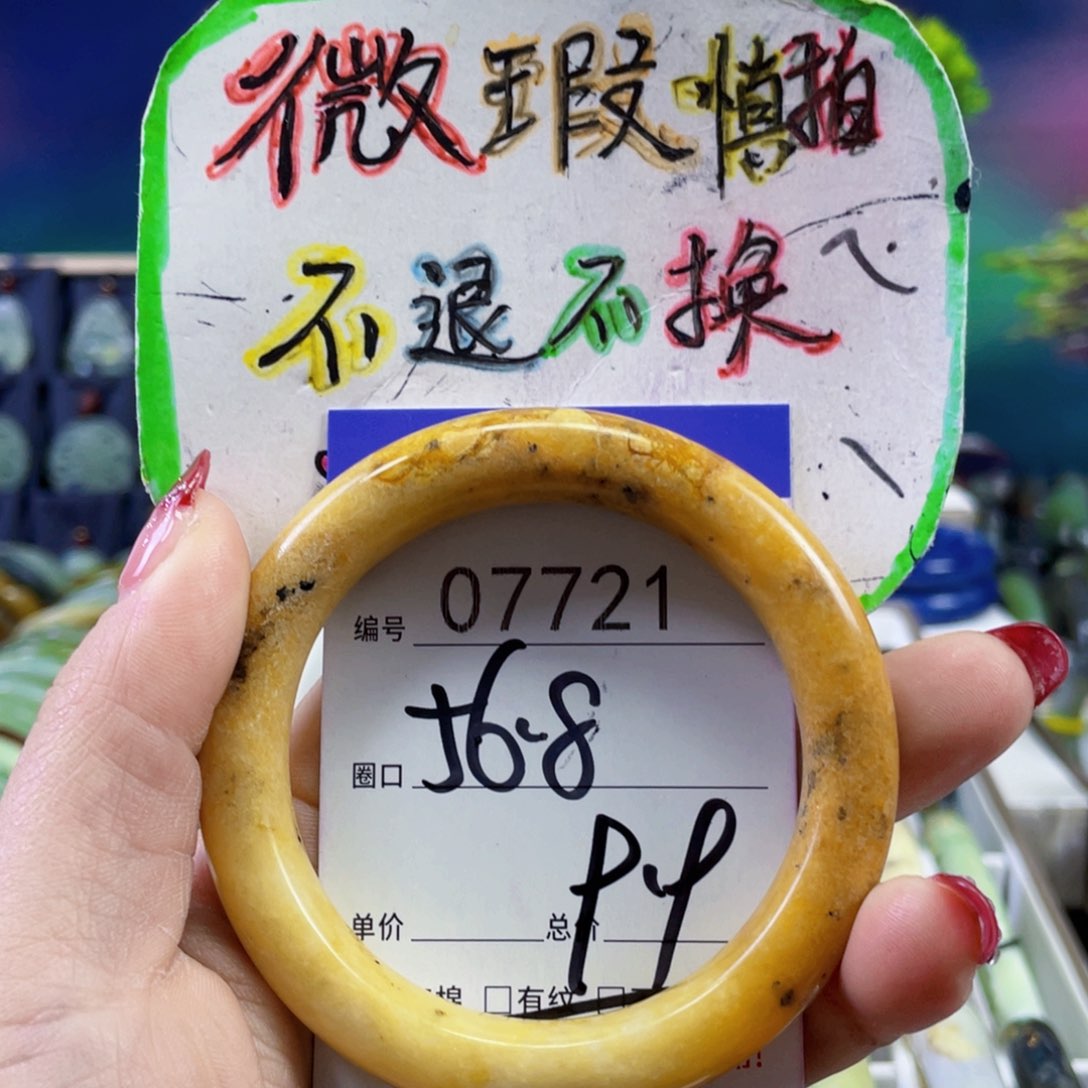 微瑕慎拍
不退不换
编号 07721
圈口 56.8
单价 总价
棉 □有纹